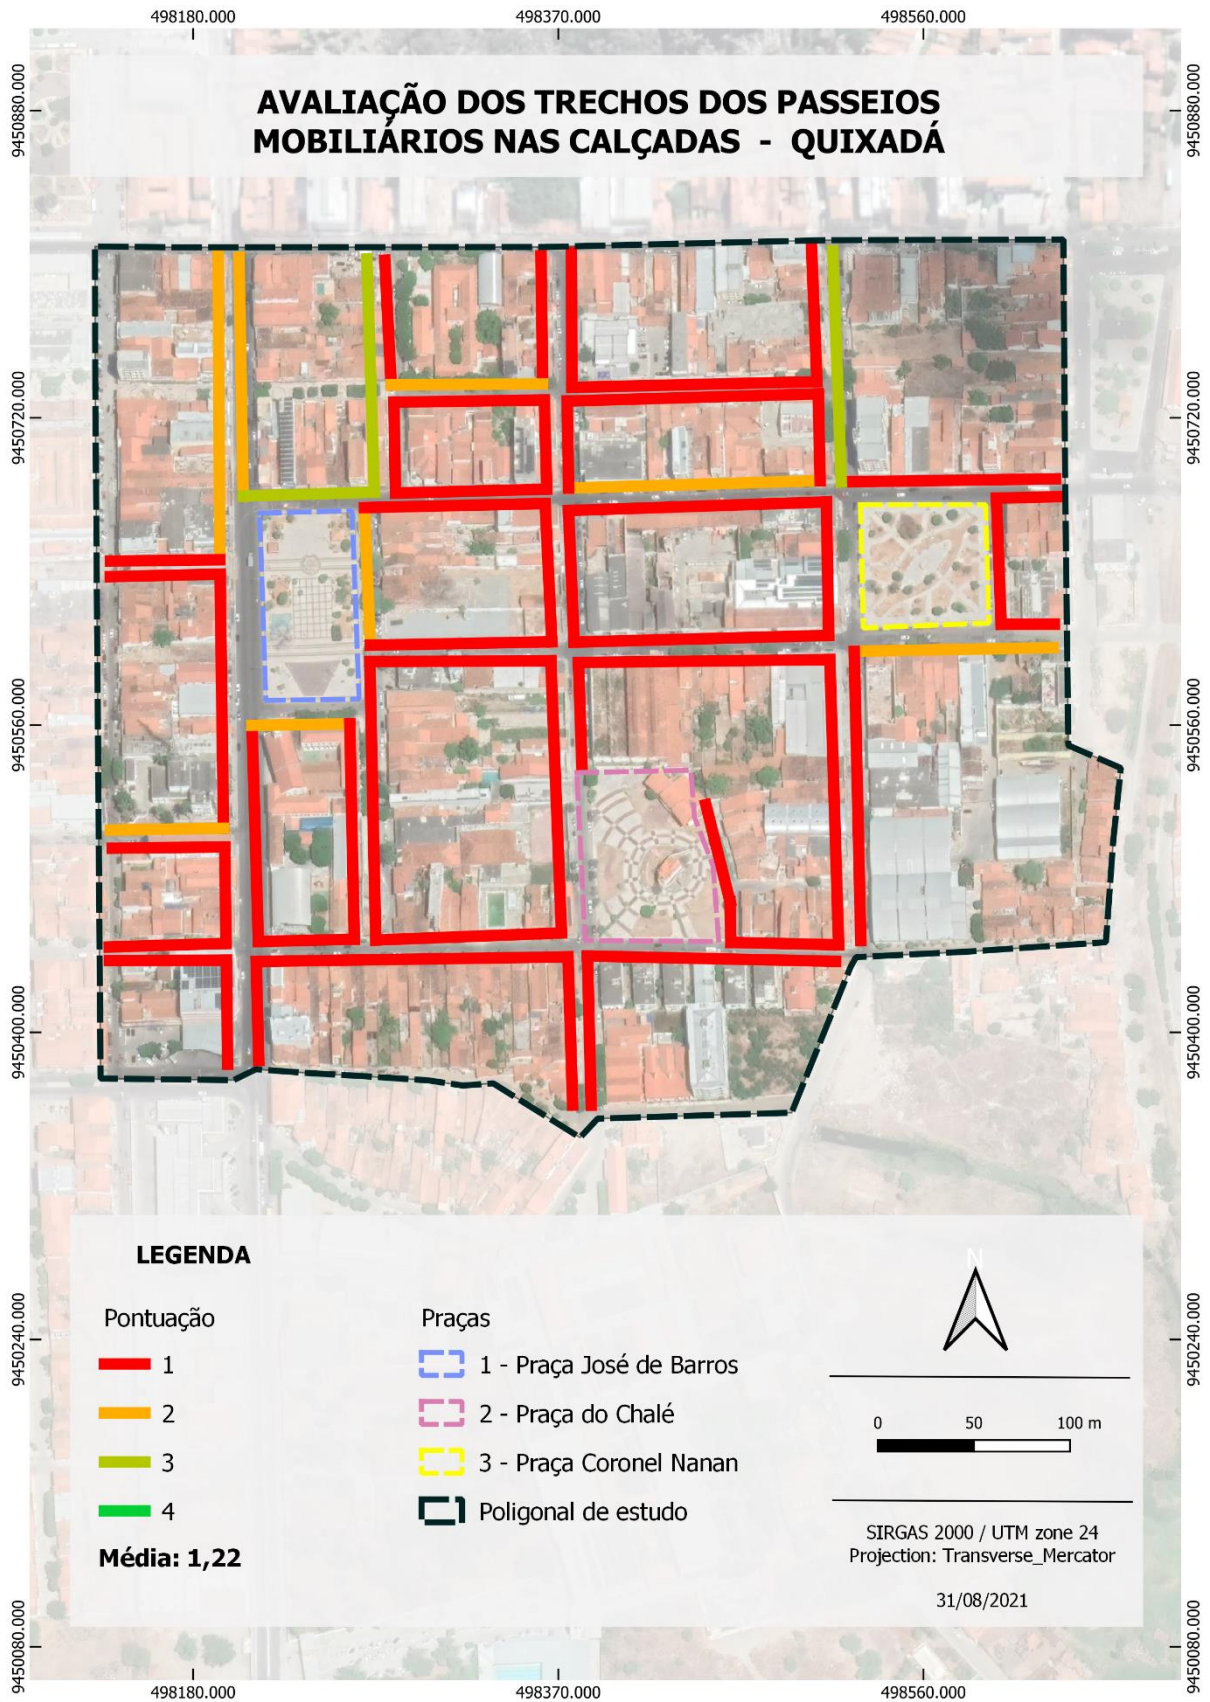 498180.000 498370.000 498560.000
9450880.000 9450880.000
AVALIAÇÃO DOS TRECHOS DOS PASSEIOS
MOBILIÁRIOS NAS CALÇADAS - QUIXADÁ
9450720.000 9450720.000
9450560.000 9450560.000
9450400.000 9450400.000
LEGENDA
N
Pontuação
1
2
3
4
Média: 1,22
Praças
1 - Praça José de Barros
2 - Praça do Chalé
3 - Praça Coronel Nanan
Poligonal de estudo
9450240.000 9450240.000
0 50 100 m
SIRGAS 2000 / UTM zone 24
Projection: Transverse_Mercator
31/08/2021
9450080.000 9450080.000
498180.000 498370.000 498560.000